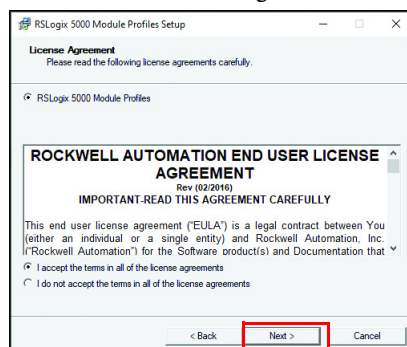 RSLogix 5000 Module Profiles Setup
License Agreement
Please read the following license agreements carefully.
RSLogix 5000 Module Profiles
ROCKWELL AUTOMATION END USER LICENSE
AGREEMENT
Rev (02/2016)
IMPORTANT-READ THIS AGREEMENT CAREFULLY
This end user license agreement ("EULA") is a legal contract between You
(either an individual or a single entity) and Rockwell Automation, Inc.
("Rockwell Automation") for the Software product(s) and Documentation that
I accept the terms in all of the license agreements
I do not accept the terms in all of the license agreements
< Back Next > Cancel